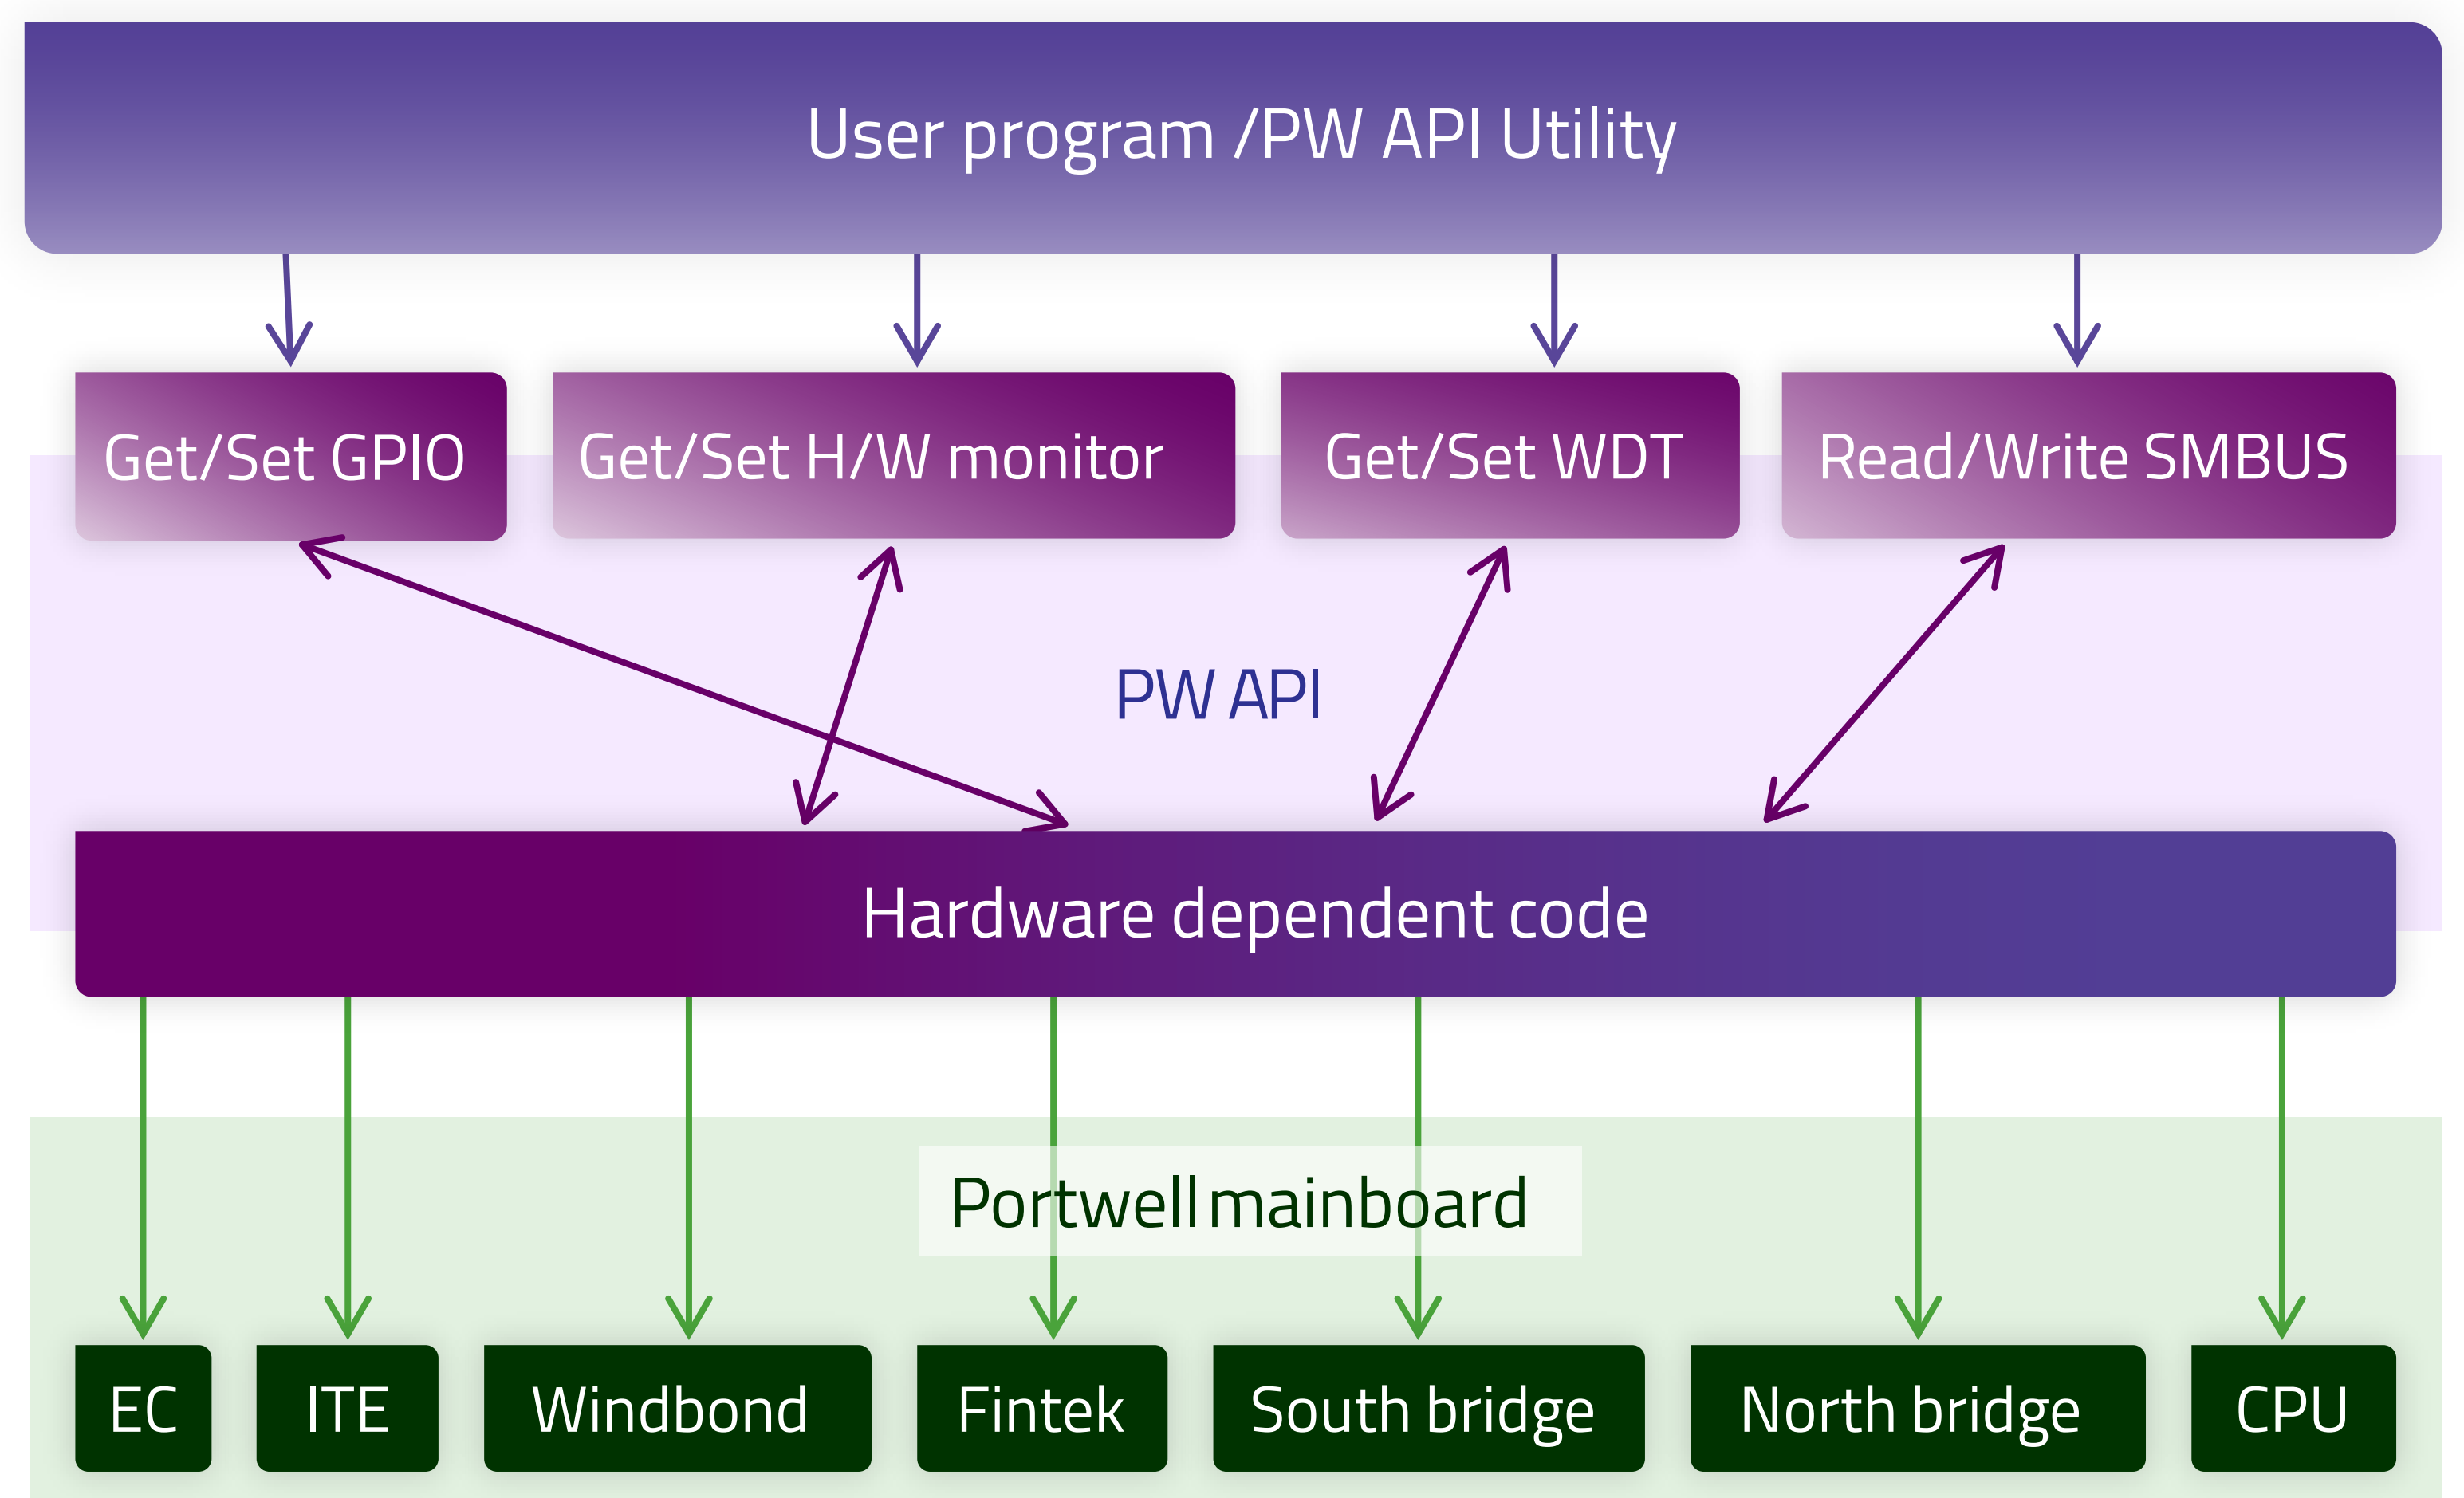 User program /PW API Utility
Get/Set GPIO
Get/Set H/W monitor
Get/Set WDT
Read/Write SMBUS
PW API
Hardware dependent code
Portwell mainboard
EC
ITE
Windbond
Fintek
South bridge
North bridge
CPU